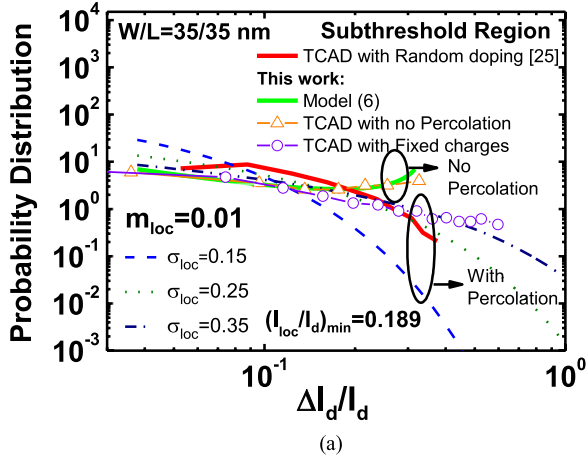 W/L=35/35 nm
Subthreshold Region
TCAD with Random doping [25]
This work:
Model (6)
TCAD with no Percolation
TCAD with Fixed charges
No
Percolation
m_loc=0.01
σ_loc=0.15
σ_loc=0.25
σ_loc=0.35
(I_loc/I_d)_min=0.189
With
Percolation
Probability Distribution
10^4
10^3
10^2
10^1
10^0
10^-1
10^-2
10^-3
10^-1
10^0
ΔI_d/I_d
(a)